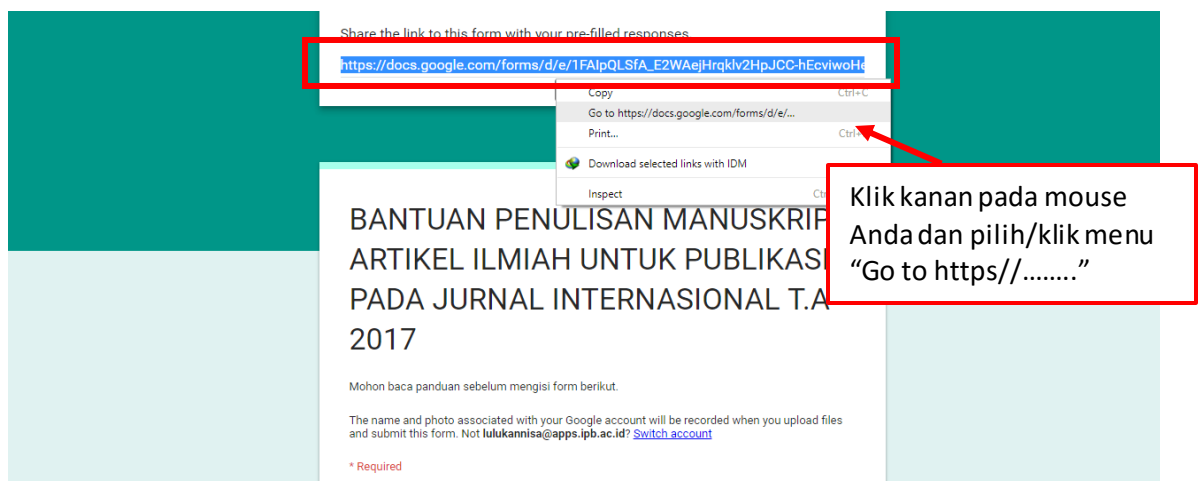 Share the link to this form with your pre-filled responses
https://docs.google.com/forms/d/e/1FAIpQLSfA_E2WAejHrqklv2HpJCC-hEcviwoHe
Copy Ctrl+C
Go to https://docs.google.com/forms/d/e/...
Print... Ctrl+
Download selected links with IDM
Inspect
Klik kanan pada mouse
Anda dan pilih/klik menu
“Go to https//........”
BANTUAN PENULISAN MANUSKRIP
ARTIKEL ILMIAH UNTUK PUBLIKASI
PADA JURNAL INTERNASIONAL T.A
2017
Mohon baca panduan sebelum mengisi form berikut.
The name and photo associated with your Google account will be recorded when you upload files
and submit this form. Not lulukannisa@apps.ipb.ac.id? Switch account
* Required